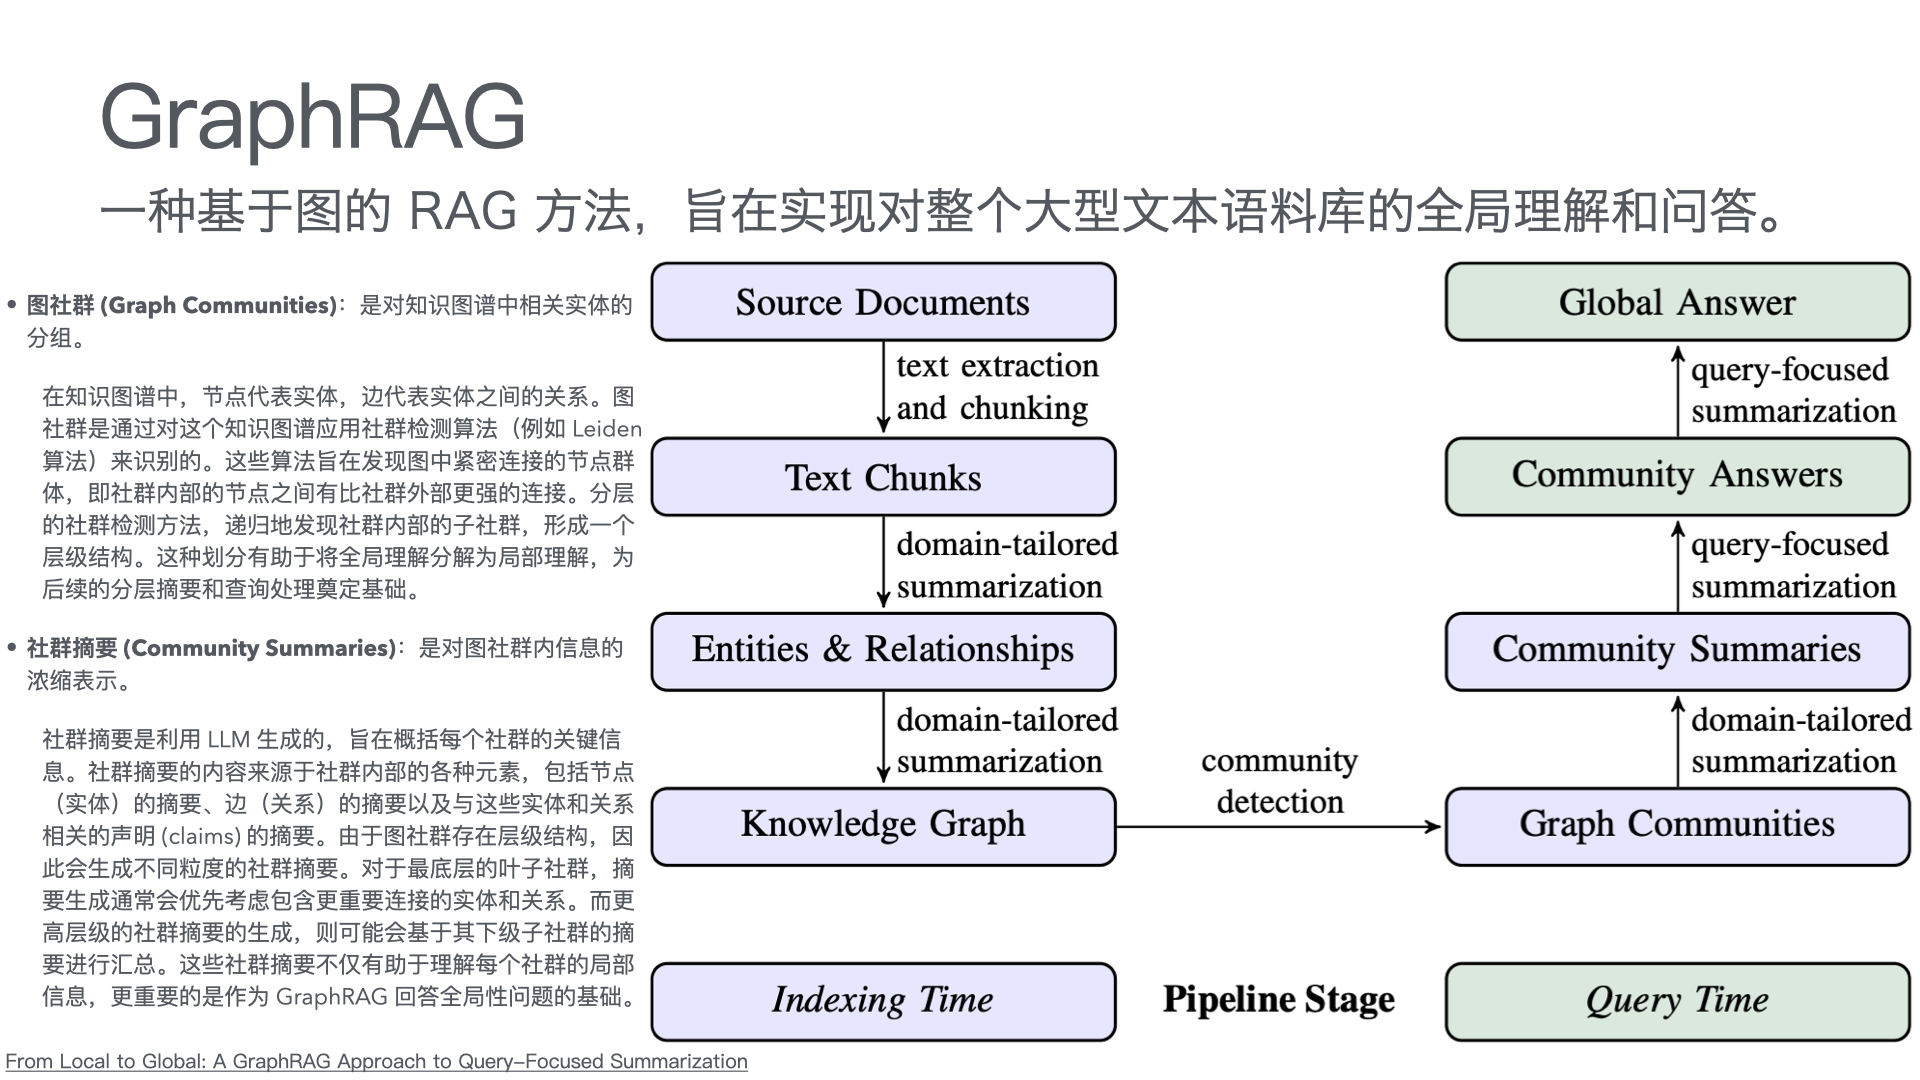 GraphRAG
一种基于图的 RAG 方法，旨在实现对整个大型文本语料库的全局理解和问答。
• 图社群 (Graph Communities)：是对知识图谱中相关实体的
分组。
在知识图谱中，节点代表实体，边代表实体之间的关系。图
社群是通过对这个知识图谱应用社群检测算法（例如 Leiden
算法）来识别的。这些算法旨在发现图中紧密连接的节点群
体，即社群内部的节点之间有比社群外部更强的连接。分层
的社群检测方法，递归地发现社群内部的子社群，形成一个
层级结构。这种划分有助于将全局理解分解为局部理解，为
后续的分层摘要和查询处理奠定基础。
• 社群摘要 (Community Summaries)：是对图社群内信息的
浓缩表示。
社群摘要是利用 LLM 生成的，旨在概括每个社群的关键信
息。社群摘要的内容来源于社群内部的各种元素，包括节点
（实体）的摘要、边（关系）的摘要以及与这些实体和关系
相关的声明 (claims) 的摘要。由于图社群存在层级结构，因
此会生成不同粒度的社群摘要。对于最底层的叶子社群，摘
要生成通常会优先考虑包含更重要连接的实体和关系。而更
高层级的社群摘要的生成，则可能会基于其下级子社群的摘
要进行汇总。这些社群摘要不仅有助于理解每个社群的局部
信息，更重要的是作为 GraphRAG 回答全局性问题的基础。
Source Documents
text extraction
and chunking
Text Chunks
domain-tailored
summarization
Entities & Relationships
domain-tailored
summarization
Knowledge Graph
community
detection
Graph Communities
domain-tailored
summarization
Community Summaries
query-focused
summarization
Community Answers
query-focused
summarization
Global Answer
Indexing Time
Pipeline Stage
Query Time
From Local to Global: A GraphRAG Approach to Query-Focused Summarization